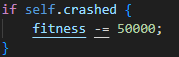 if self.crashed {
    fitness -= 50000;
}